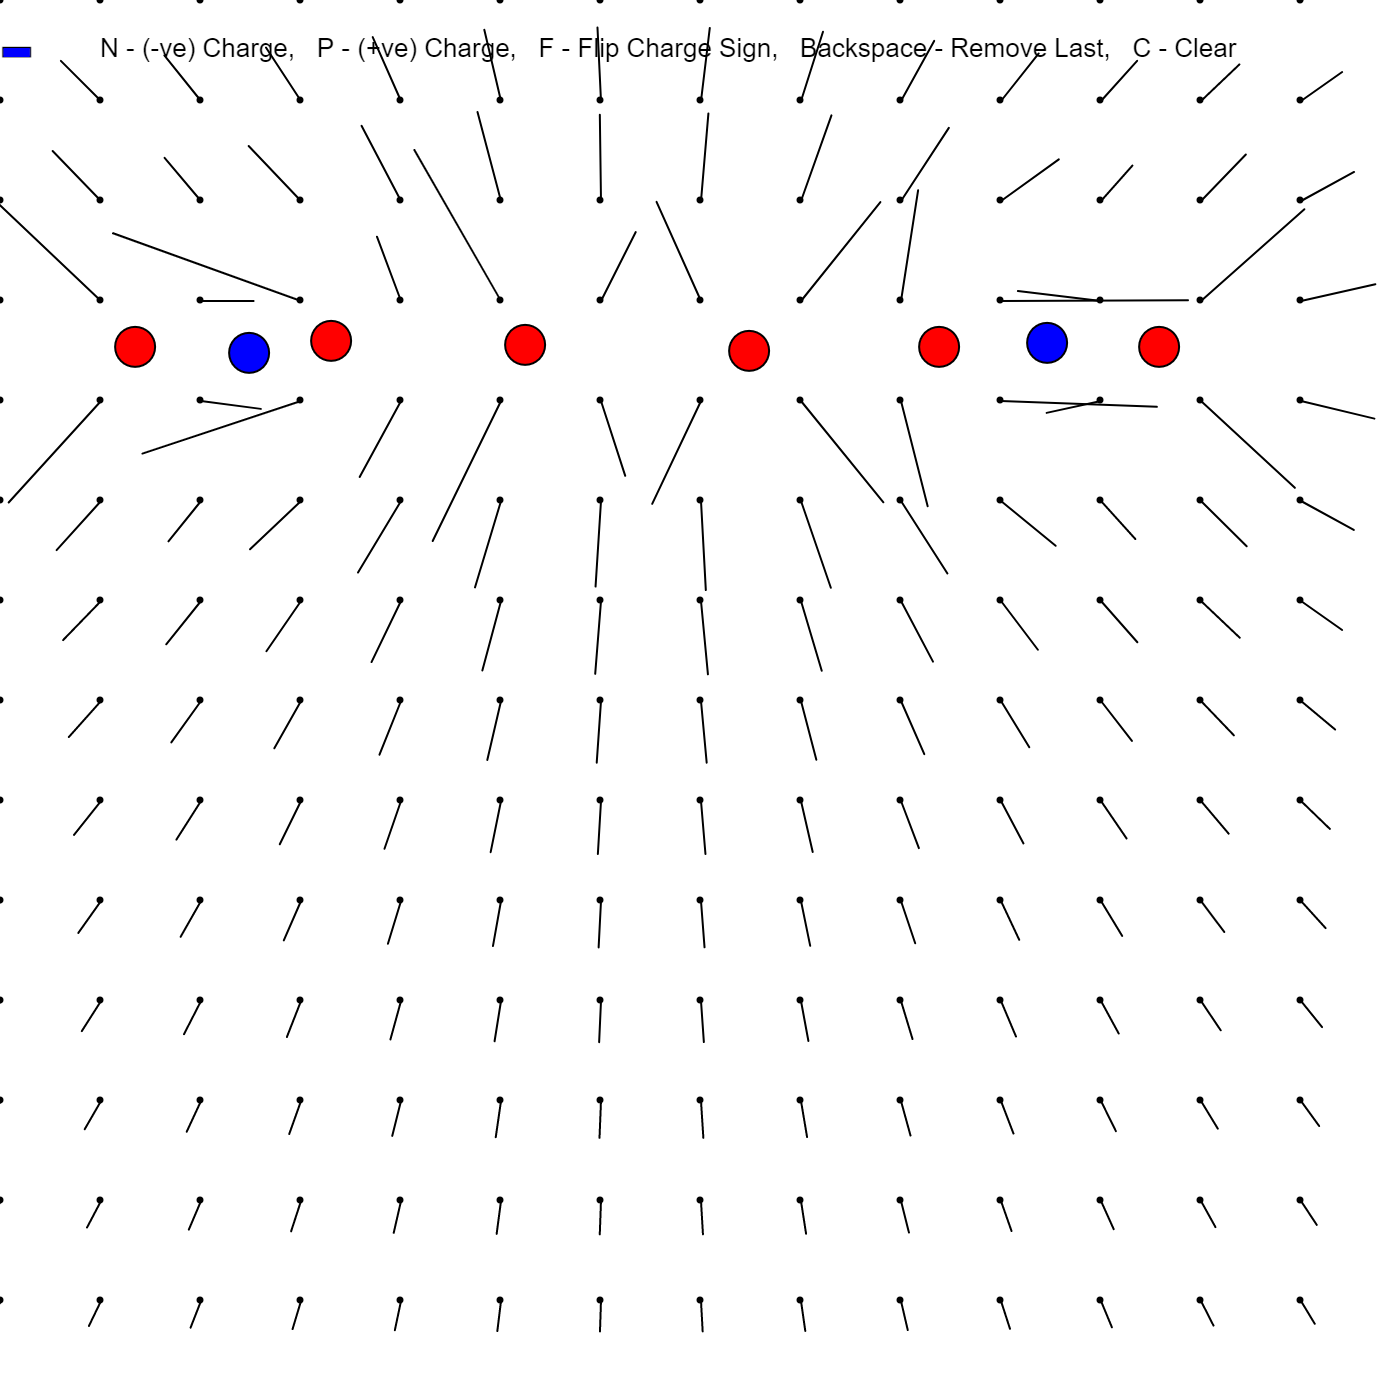 N - (-ve) Charge,   P - (+ve) Charge,   F - Flip Charge Sign,   Backspace - Remove Last,   C - Clear